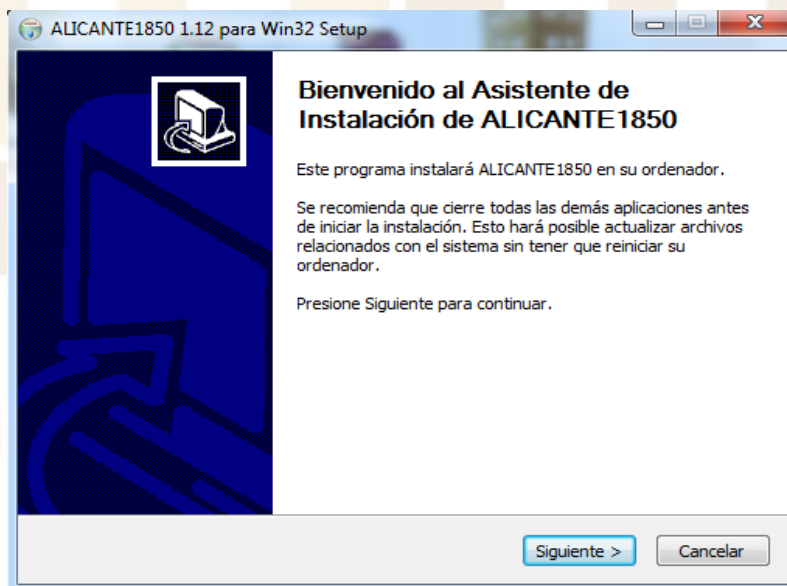 ALICANTE1850 1.12 para Win32 Setup
Bienvenido al Asistente de
Instalación de ALICANTE1850
Este programa instalará ALICANTE1850 en su ordenador.
Se recomienda que cierre todas las demás aplicaciones antes
de iniciar la instalación. Esto hará posible actualizar archivos
relacionados con el sistema sin tener que reiniciar su
ordenador.
Presione Siguiente para continuar.
Siguiente >
Cancelar